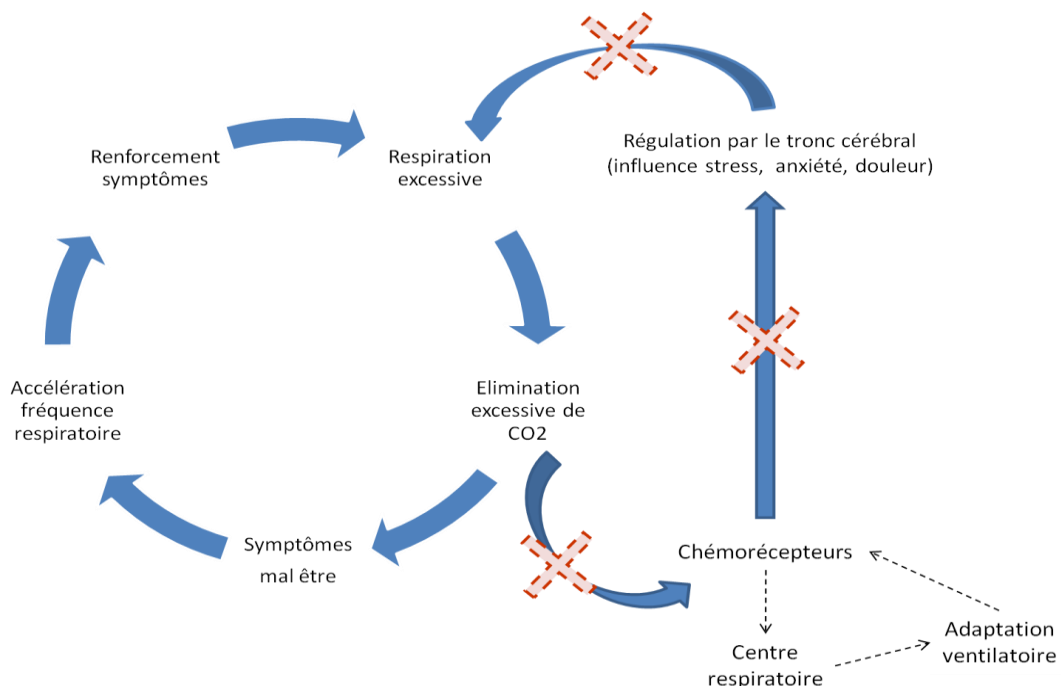 Renforcement
symptômes
Respiration
excessive
Régulation par le tronc cérébral
(influence stress, anxiété, douleur)
Accélération
fréquence
respiratoire
Elimination
excessive de
CO2
Symptômes
mal être
Chémorécepteurs
Centre
respiratoire
Adaptation
ventilatoire